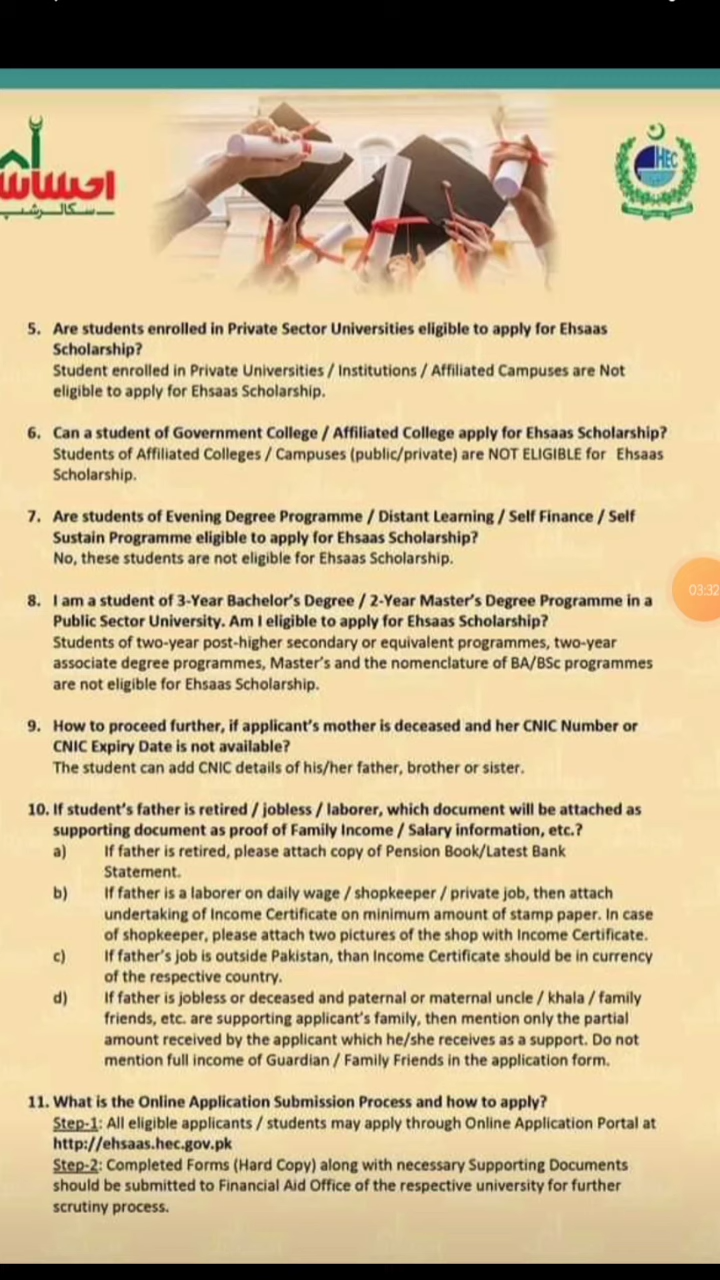 احساس
سکالرشپ
HEC
5. Are students enrolled in Private Sector Universities eligible to apply for Ehsaas
Scholarship?
Student enrolled in Private Universities / Institutions / Affiliated Campuses are Not
eligible to apply for Ehsaas Scholarship.
6. Can a student of Government College / Affiliated College apply for Ehsaas Scholarship?
Students of Affiliated Colleges / Campuses (public/private) are NOT ELIGIBLE for Ehsaas
Scholarship.
7. Are students of Evening Degree Programme / Distant Learning / Self Finance / Self
Sustain Programme eligible to apply for Ehsaas Scholarship?
No, these students are not eligible for Ehsaas Scholarship.
03:32
8. I am a student of 3-Year Bachelor's Degree / 2-Year Master's Degree Programme in a
Public Sector University. Am I eligible to apply for Ehsaas Scholarship?
Students of two-year post-higher secondary or equivalent programmes, two-year
associate degree programmes, Master's and the nomenclature of BA/BSc programmes
are not eligible for Ehsaas Scholarship.
9. How to proceed further, if applicant's mother is deceased and her CNIC Number or
CNIC Expiry Date is not available?
The student can add CNIC details of his/her father, brother or sister.
10. If student's father is retired / jobless / laborer, which document will be attached as
supporting document as proof of Family Income / Salary information, etc.?
a) If father is retired, please attach copy of Pension Book/Latest Bank
Statement.
b) If father is a laborer on daily wage / shopkeeper / private job, then attach
undertaking of Income Certificate on minimum amount of stamp paper. In case
of shopkeeper, please attach two pictures of the shop with Income Certificate.
c) If father's job is outside Pakistan, than Income Certificate should be in currency
of the respective country.
d) If father is jobless or deceased and paternal or maternal uncle / khala / family
friends, etc. are supporting applicant's family, then mention only the partial
amount received by the applicant which he/she receives as a support. Do not
mention full income of Guardian / Family Friends in the application form.
11. What is the Online Application Submission Process and how to apply?
Step-1: All eligible applicants / students may apply through Online Application Portal at
http://ehsaas.hec.gov.pk
Step-2: Completed Forms (Hard Copy) along with necessary Supporting Documents
should be submitted to Financial Aid Office of the respective university for further
scrutiny process.